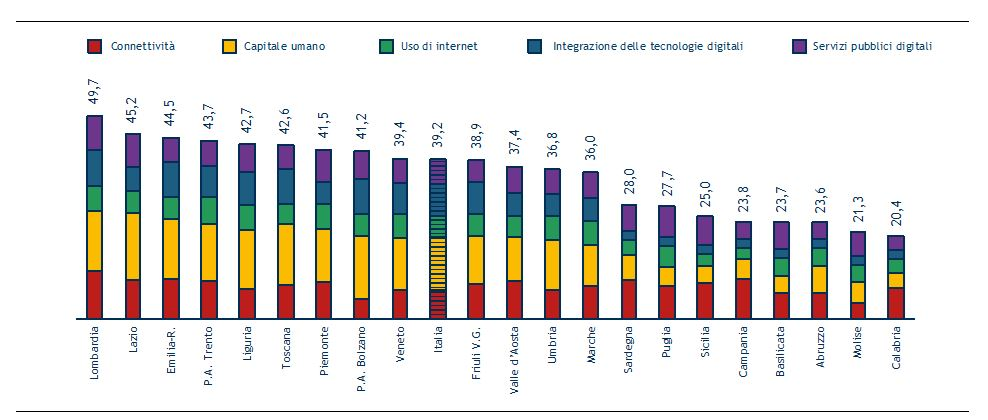 Connettività Capitale umano Uso di internet Integrazione delle tecnologie digitali Servizi pubblici digitali
49,7 45,2 44,5 43,7 42,7 42,6 41,5 41,2 39,4 39,2 38,9 37,4 36,8 36,0 28,0 27,7 25,0 23,8 23,7 23,6 21,3 20,4
Lombardia Lazio Emilia-R. P.A. Trento Liguria Toscana Piemonte P.A. Bolzano Veneto Italia Friuli V.G. Valle d'Aosta Umbria Marche Sardegna Puglia Sicilia Campania Basilicata Abruzzo Molise Calabria